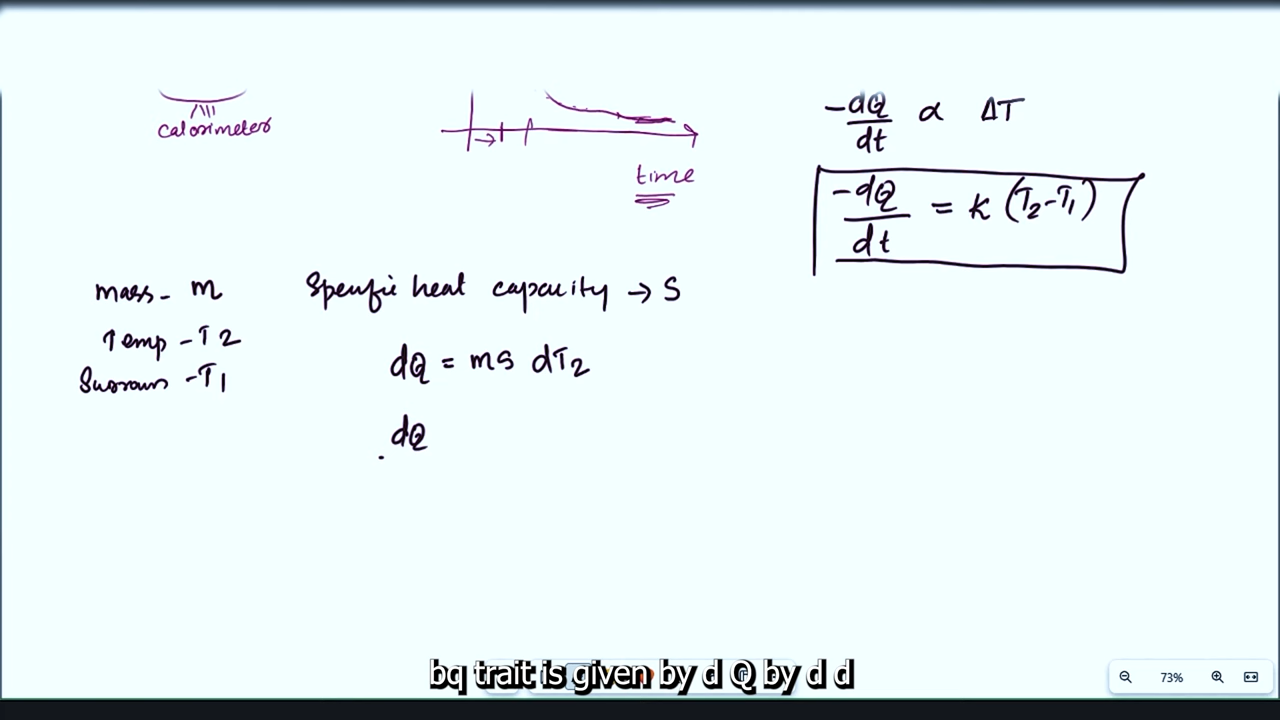 calorimeter
time
-dQ/dt ∝ ΔT
-dQ/dt = K (T₂-T₁)
mass - m Specific heat capacity → S
Temp - T2
- T1
dQ = ms dT₂
dQ
bq trait is given by d Q by d d
73%